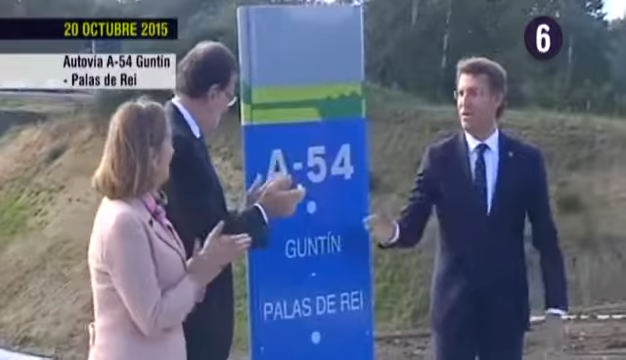 20 OCTUBRE 2015
Autovía A-54 Guntín
- Palas de Rei
6
A-54
GUNTÍN
-
PALAS DE REI